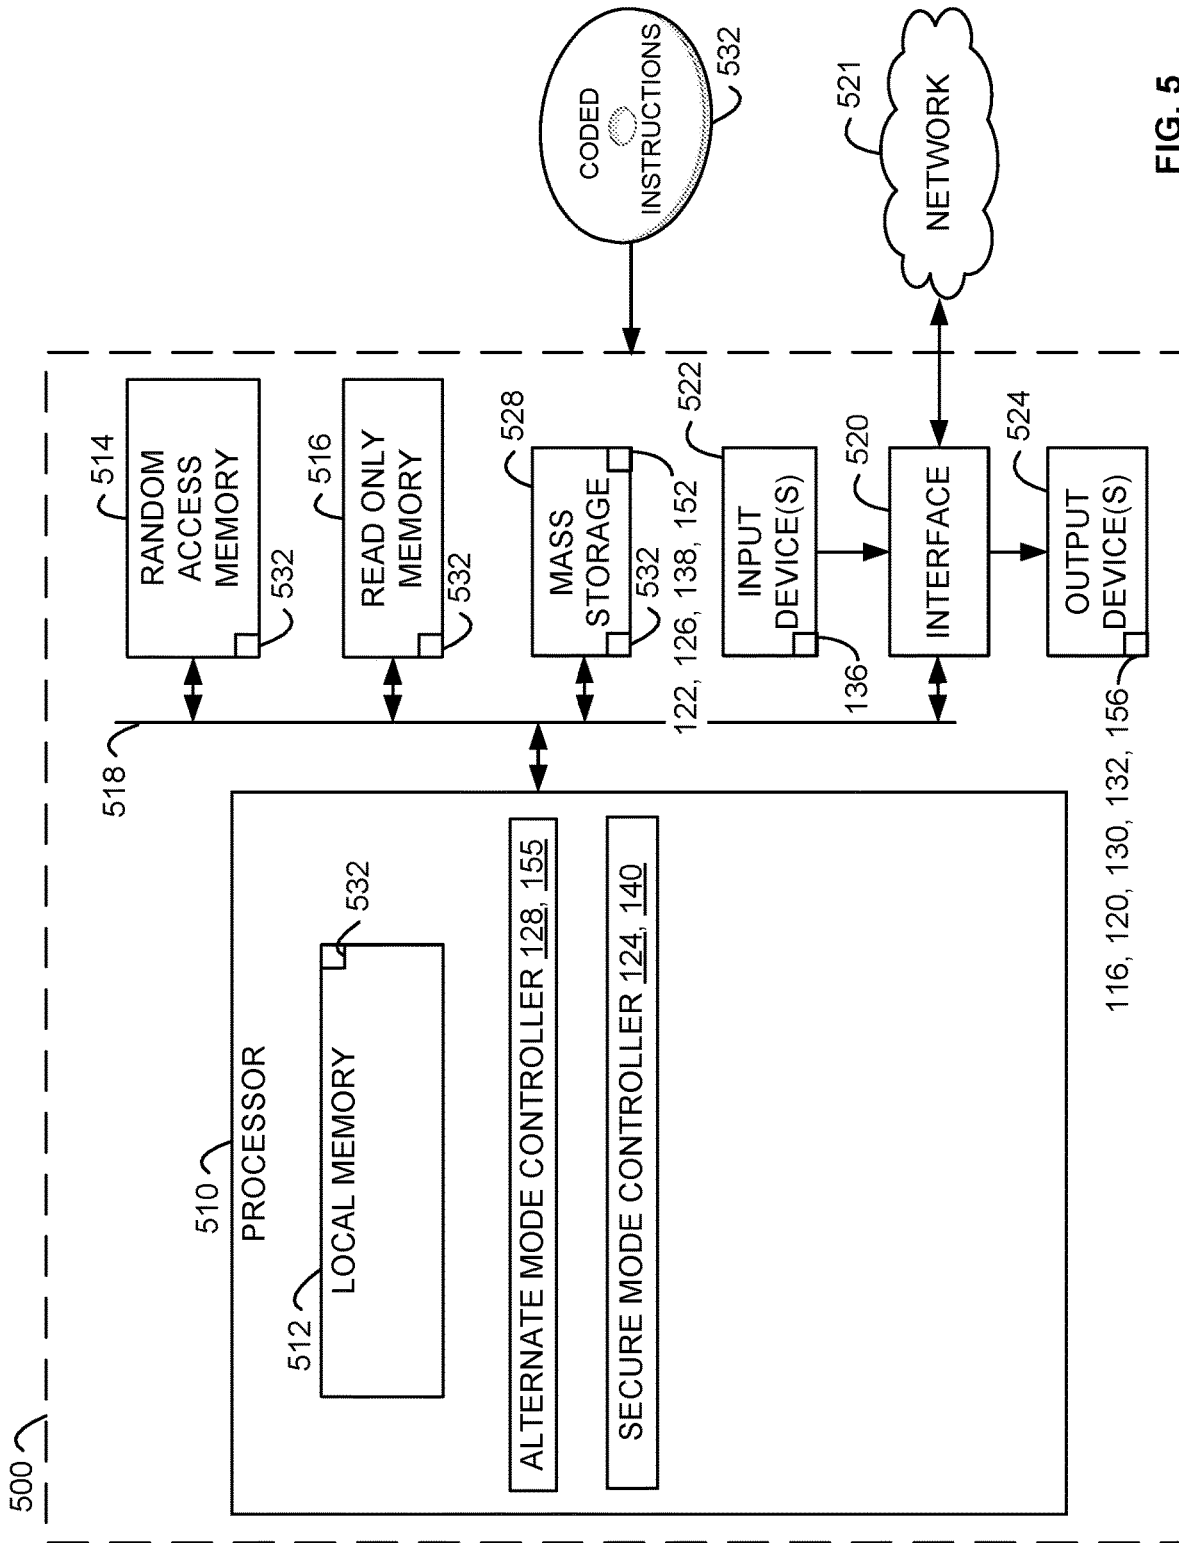 500
510
PROCESSOR
512
LOCAL MEMORY
532
ALTERNATE MODE CONTROLLER 128, 155
SECURE MODE CONTROLLER 124, 140
518
514
RANDOM
ACCESS
MEMORY
532
516
READ ONLY
MEMORY
532
528
MASS
STORAGE
532
122, 126, 138, 152
522
INPUT
DEVICE(S)
136
520
INTERFACE
524
OUTPUT
DEVICE(S)
116, 120, 130, 132, 156
CODED
INSTRUCTIONS
532
521
NETWORK
FIG. 5